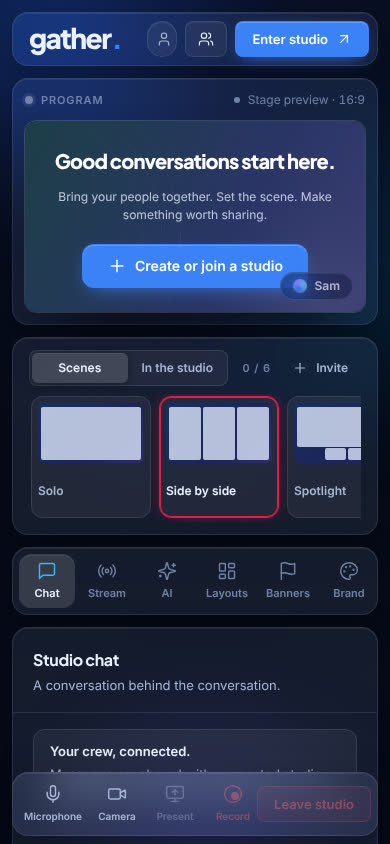 gather.
Enter studio
PROGRAM
Stage preview · 16:9
Good conversations start here.
Bring your people together. Set the scene. Make
something worth sharing.
Create or join a studio
Sam
Scenes
In the studio
0 / 6
Invite
Solo
Side by side
Spotlight
Chat
Stream
AI
Layouts
Banners
Brand
Studio chat
A conversation behind the conversation.
Your crew, connected.
Microphone
Camera
Present
Record
Leave studio